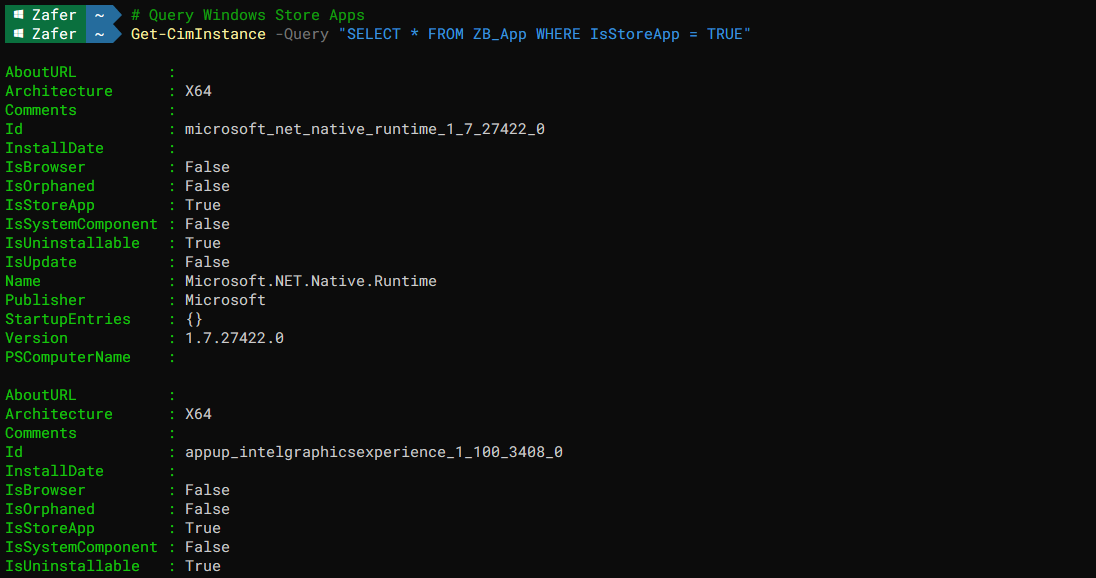 Zafer ~ # Query Windows Store Apps
Zafer ~ Get-CimInstance -Query "SELECT * FROM ZB_App WHERE IsStoreApp = TRUE"
AboutURL :
Architecture : X64
Comments :
Id : microsoft_net_native_runtime_1_7_27422_0
InstallDate :
IsBrowser : False
IsOrphaned : False
IsStoreApp : True
IsSystemComponent : False
IsUninstallable : True
IsUpdate : False
Name : Microsoft.NET.Native.Runtime
Publisher : Microsoft
StartupEntries : {}
Version : 1.7.27422.0
PSComputerName :
AboutURL :
Architecture : X64
Comments :
Id : appup_intelgraphicsexperience_1_100_3408_0
InstallDate :
IsBrowser : False
IsOrphaned : False
IsStoreApp : True
IsSystemComponent : False
IsUninstallable : True